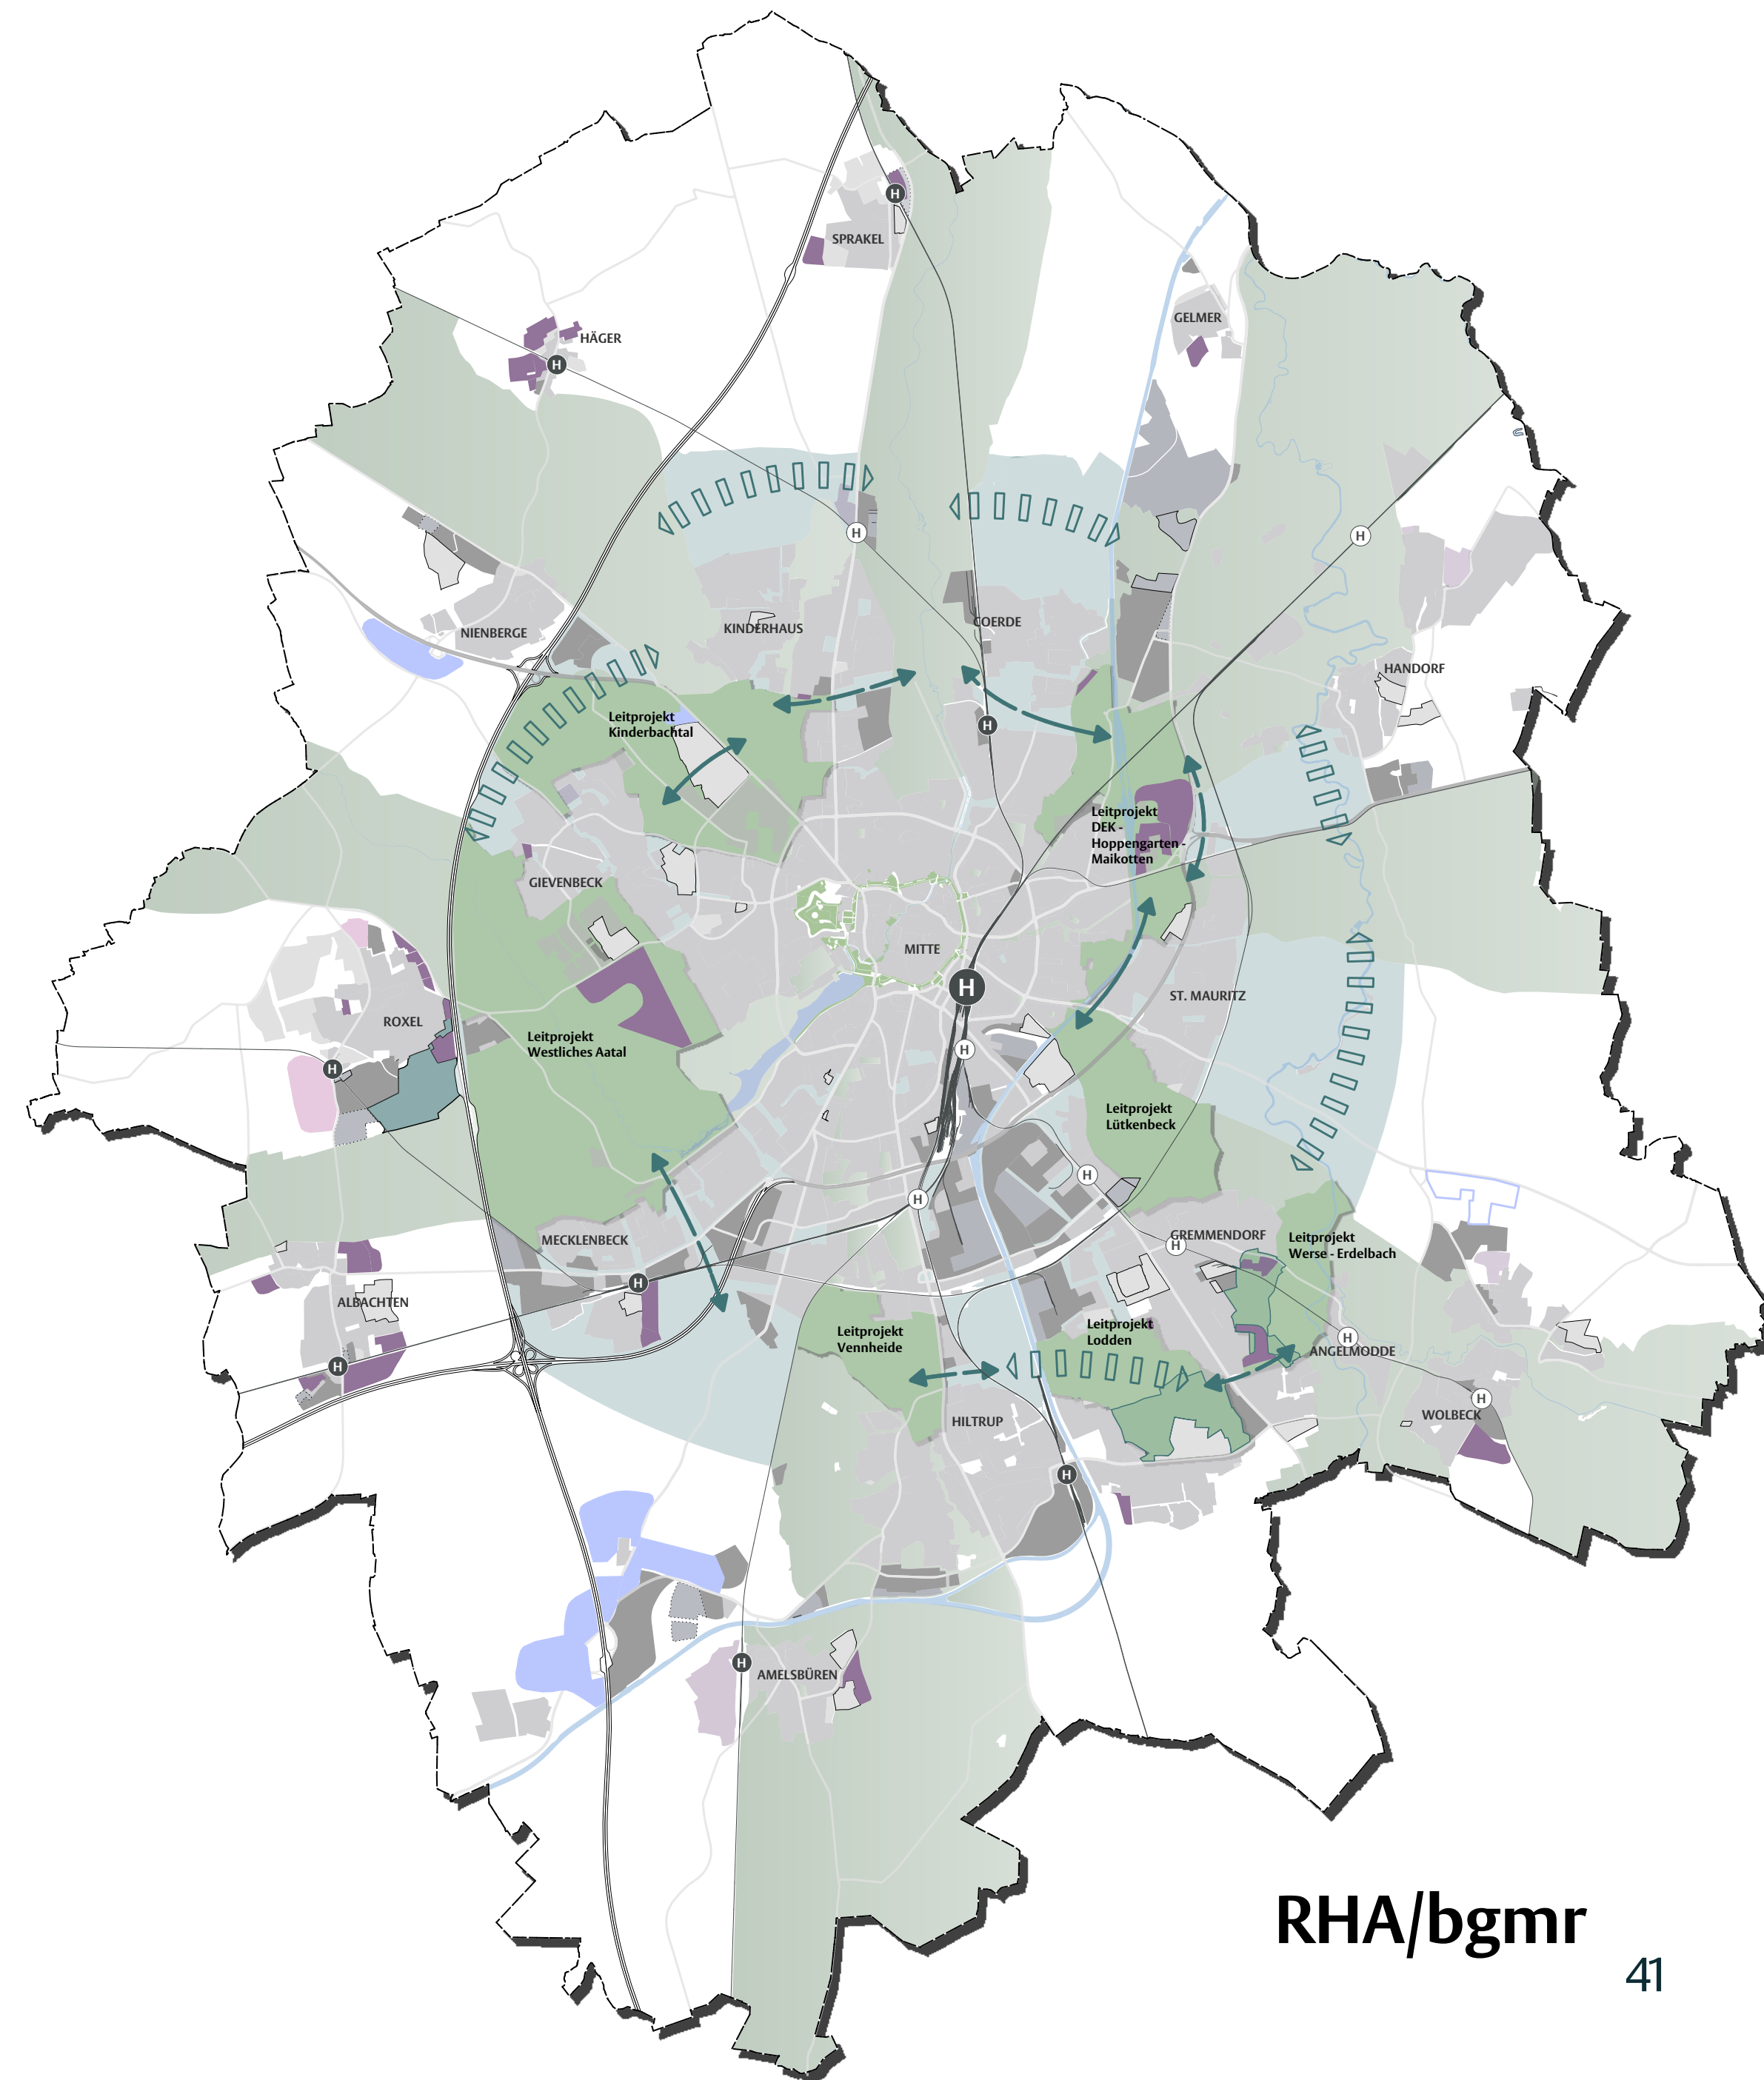 H
SPRAKEL
GELMER
HÄGER
H
H
H
NIENBERGE
KINDERHAUS
COERDE
HANDORF
Leitprojekt
Kinderbachtal
H
Leitprojekt
DEK -
Hoppengarten -
Maikotten
GIEVENBECK
MITTE
H
ST. MAURITZ
ROXEL
Leitprojekt
Westliches Aatal
H
H
Leitprojekt
Lütkenbeck
H
H
MECKLENBECK
GREMMENDORF
H
Leitprojekt
Werse - Erdelbach
H
ALBACHTEN
Leitprojekt
Vennheide
Leitprojekt
Lodden
H
ANGELMODDE
H
H
HILTRUP
WOLBECK
H
H
AMELSBÜREN
RHA/bgmr
41